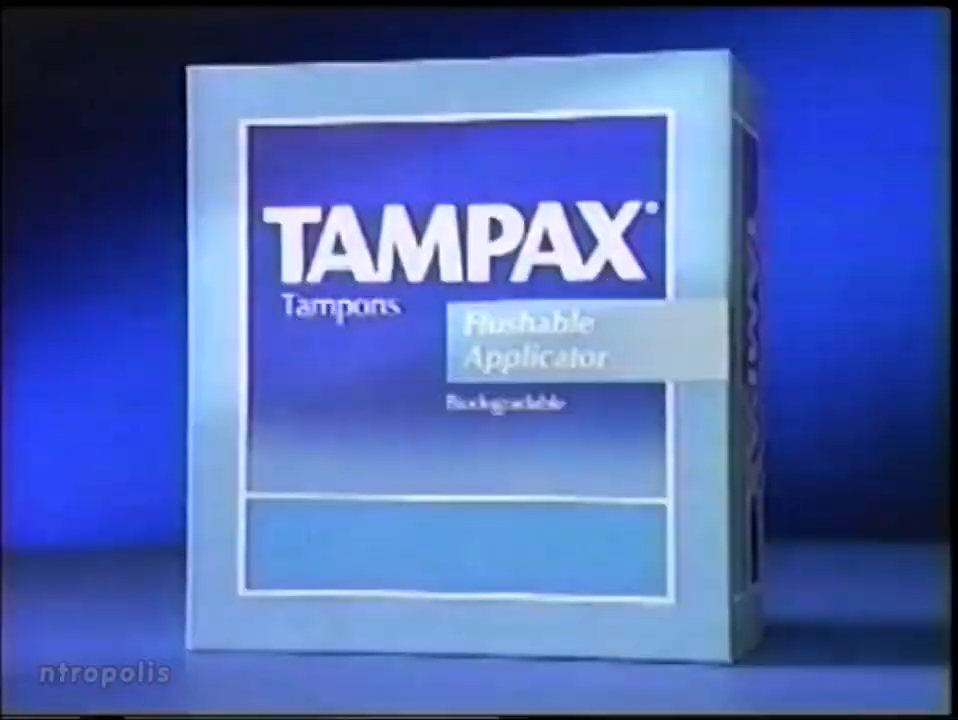 TAMPAX
Tampons
Flushable
Applicator
Biodegradable
ntropolis